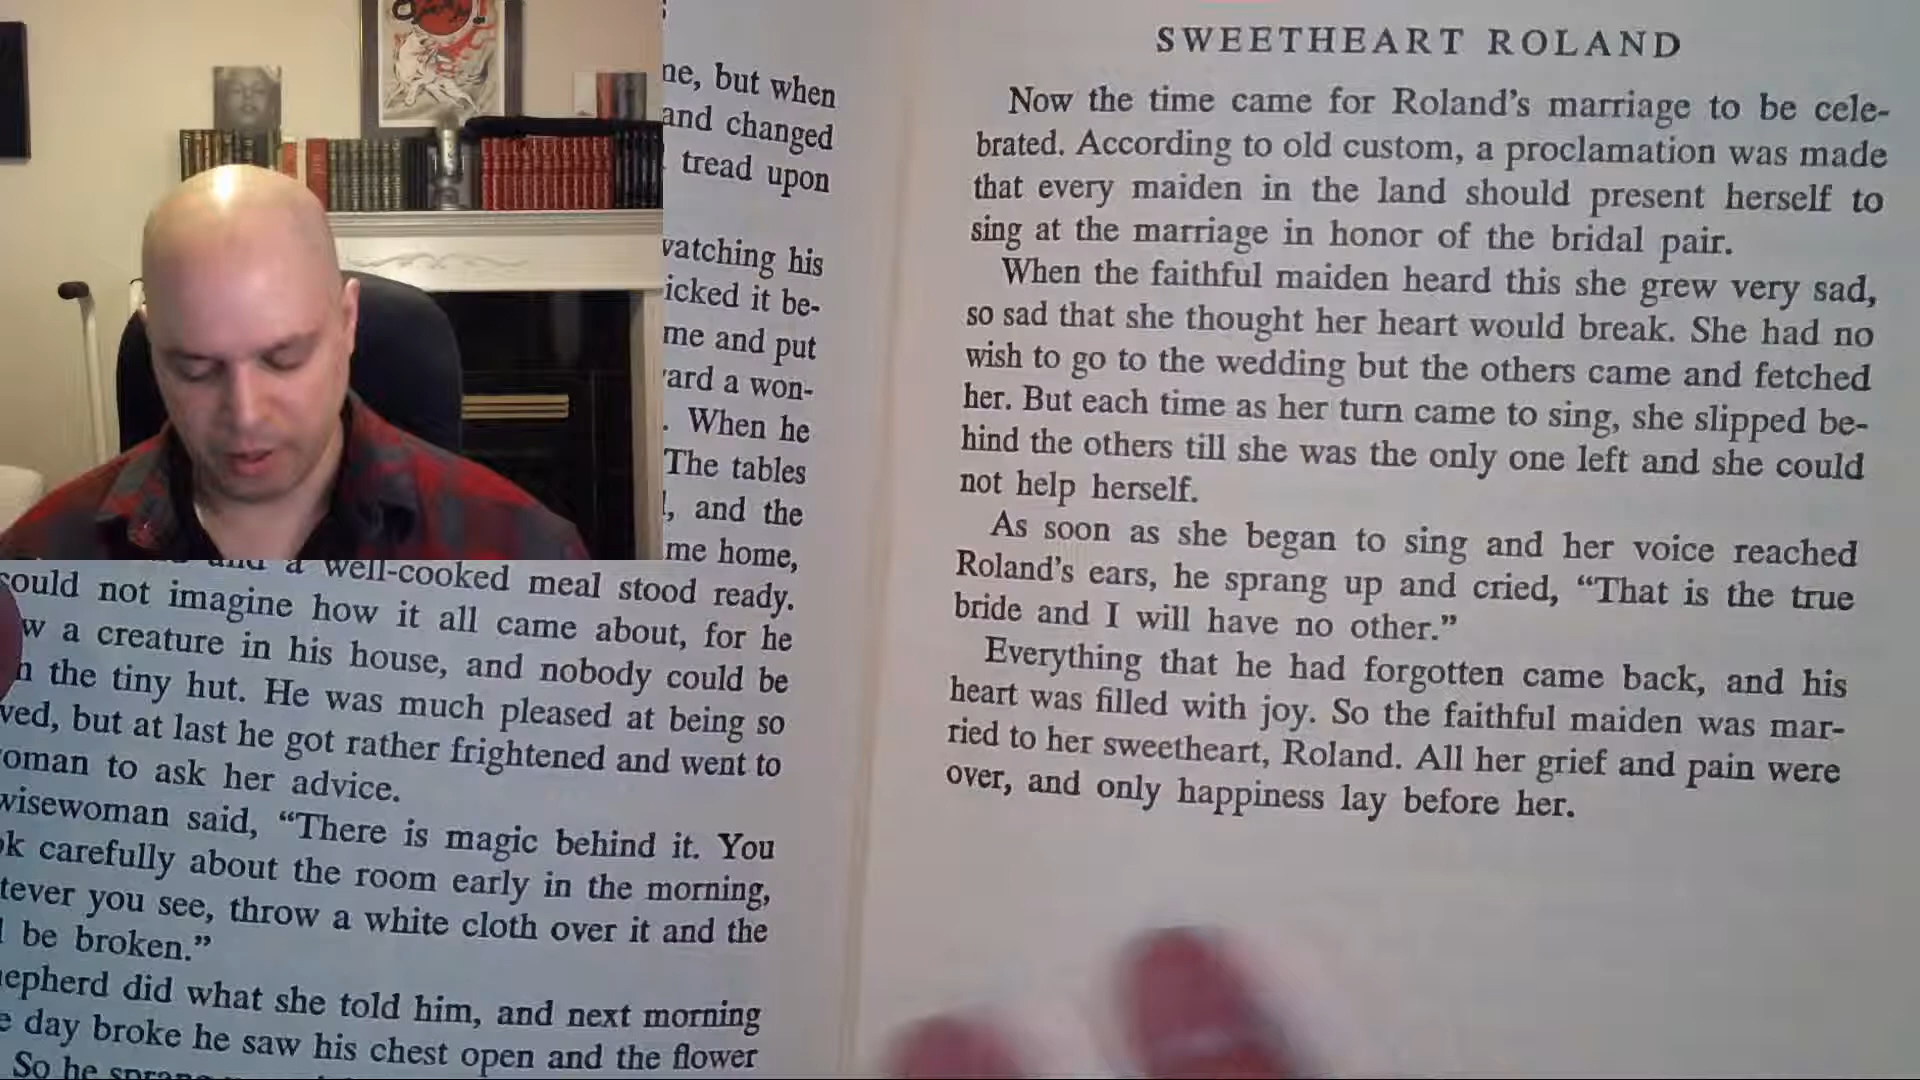 ne, but when
and changed
tread upon
watching his
icked it be-
me and put
ard a won-
. When he
The tables
, and the
me home,
and a well-cooked meal stood ready.
could not imagine how it all came about, for he
w a creature in his house, and nobody could be
n the tiny hut. He was much pleased at being so
ved, but at last he got rather frightened and went to
oman to ask her advice.
wisewoman said, “There is magic behind it. You
ok carefully about the room early in the morning,
tever you see, throw a white cloth over it and the
l be broken.”
hepherd did what she told him, and next morning
e day broke he saw his chest open and the flower
So he sprang
SWEETHEART ROLAND
Now the time came for Roland’s marriage to be cele-
brated. According to old custom, a proclamation was made
that every maiden in the land should present herself to
sing at the marriage in honor of the bridal pair.
When the faithful maiden heard this she grew very sad,
so sad that she thought her heart would break. She had no
wish to go to the wedding but the others came and fetched
her. But each time as her turn came to sing, she slipped be-
hind the others till she was the only one left and she could
not help herself.
As soon as she began to sing and her voice reached
Roland’s ears, he sprang up and cried, “That is the true
bride and I will have no other.”
Everything that he had forgotten came back, and his
heart was filled with joy. So the faithful maiden was mar-
ried to her sweetheart, Roland. All her grief and pain were
over, and only happiness lay before her.